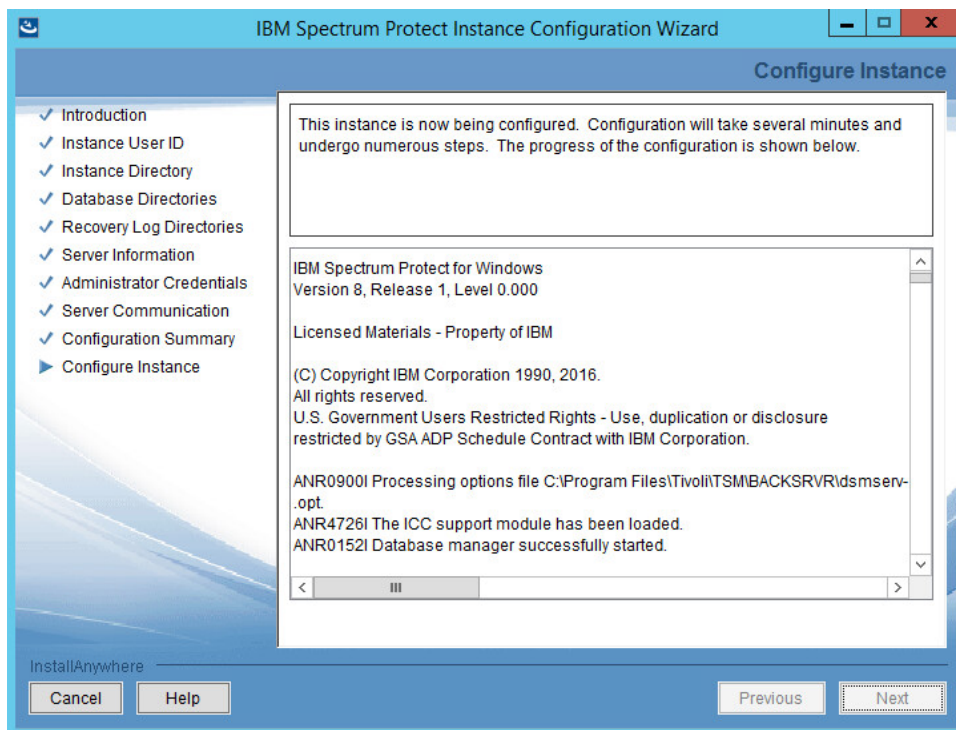 IBM Spectrum Protect Instance Configuration Wizard
Configure Instance
Introduction
Instance User ID
Instance Directory
Database Directories
Recovery Log Directories
Server Information
Administrator Credentials
Server Communication
Configuration Summary
Configure Instance
This instance is now being configured. Configuration will take several minutes and
undergo numerous steps. The progress of the configuration is shown below.
IBM Spectrum Protect for Windows
Version 8, Release 1, Level 0.000
Licensed Materials - Property of IBM
(C) Copyright IBM Corporation 1990, 2016.
All rights reserved.
U.S. Government Users Restricted Rights - Use, duplication or disclosure
restricted by GSA ADP Schedule Contract with IBM Corporation.
ANR0900I Processing options file C:\Program Files\Tivoli\TSM\BACKSRVR\dsmserv-
.opt.
ANR4726I The ICC support module has been loaded.
ANR0152I Database manager successfully started.
InstallAnywhere
Cancel
Help
Previous
Next